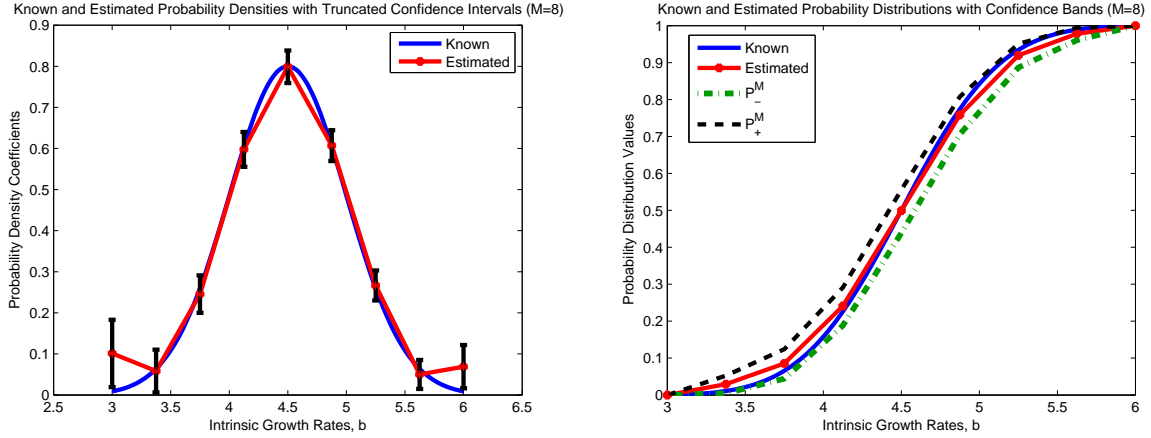 Known and Estimated Probability Densities with Truncated Confidence Intervals (M=8)
Known
Estimated
0.9
0.8
0.7
0.6
0.5
0.4
0.3
0.2
0.1
0
2.5 3 3.5 4 4.5 5 5.5 6 6.5
Probability Density Coefficients
Intrinsic Growth Rates, b
Known and Estimated Probability Distributions with Confidence Bands (M=8)
Known
Estimated
P_-^M
P_+^M
1
0.9
0.8
0.7
0.6
0.5
0.4
0.3
0.2
0.1
0
3 3.5 4 4.5 5 5.5 6
Probability Distribution Values
Intrinsic Growth Rates, b